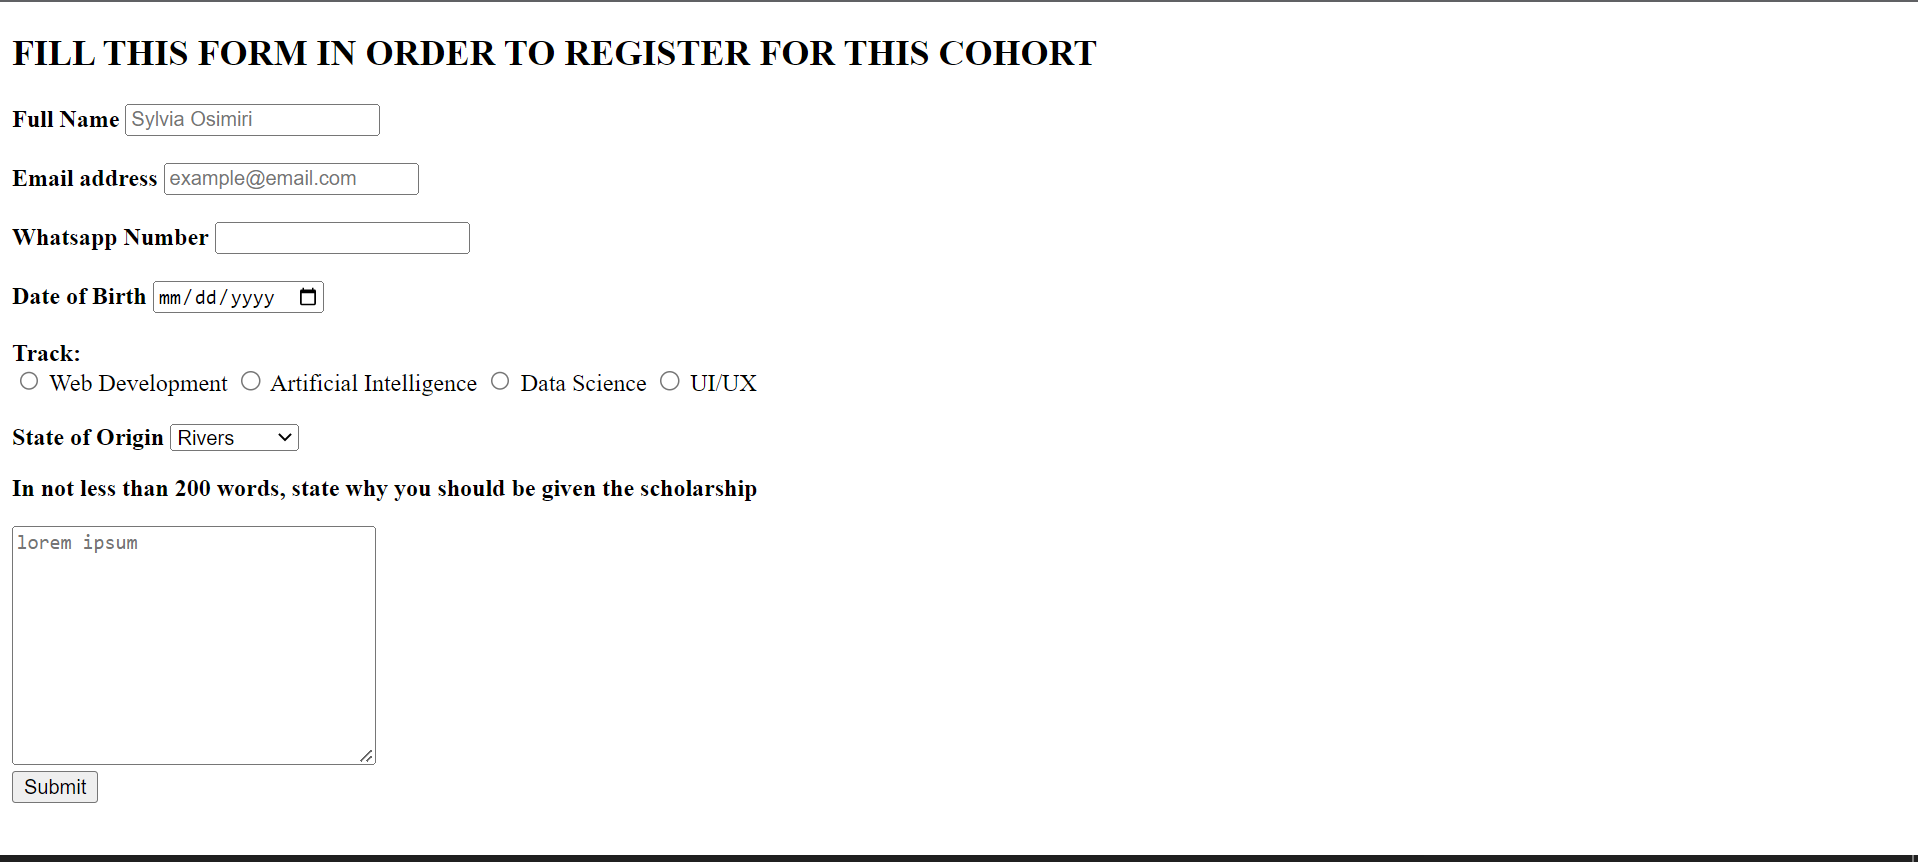 FILL THIS FORM IN ORDER TO REGISTER FOR THIS COHORT
Full Name Sylvia Osimiri
Email address example@email.com
Whatsapp Number
Date of Birth mm/dd/yyyy
Track:
Web Development Artificial Intelligence Data Science UI/UX
State of Origin Rivers
In not less than 200 words, state why you should be given the scholarship
lorem ipsum
Submit